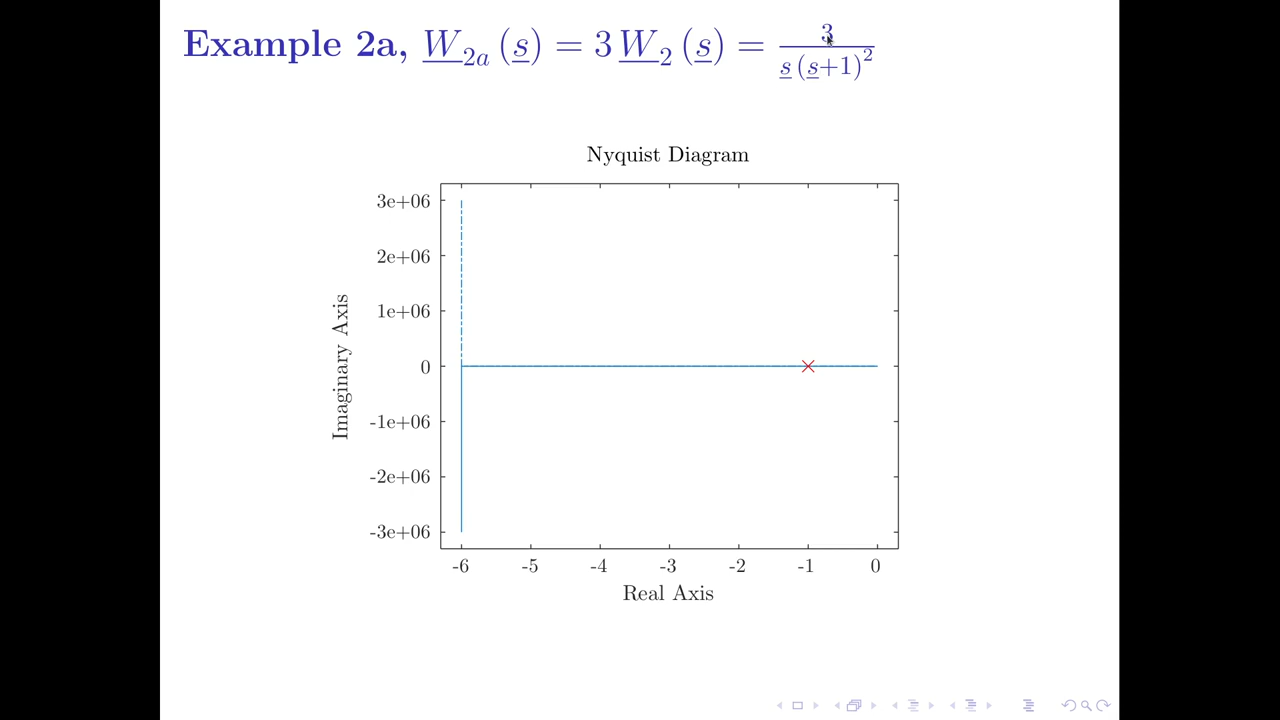 Example 2a, W₂ₐ (s) = 3 W₂ (s) = 3 / s (s+1)²
Nyquist Diagram
3e+06
2e+06
1e+06
0
-1e+06
-2e+06
-3e+06
Imaginary Axis
-6 -5 -4 -3 -2 -1 0
Real Axis